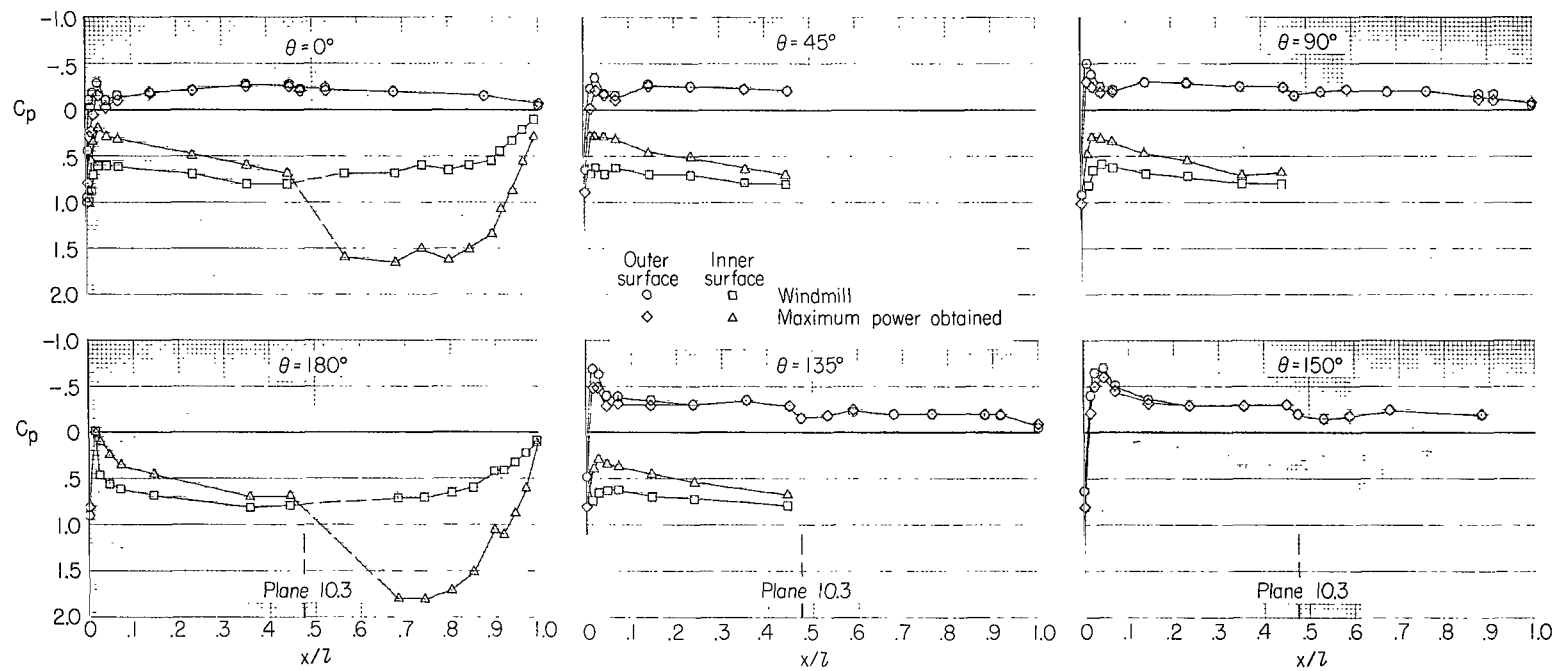 θ=0°
θ=45°
θ=90°
-1.0
-.5
0
.5
1.0
1.5
2.0
Cp
Outer surface
Inner surface
Windmill
Maximum power obtained
θ=180°
θ=135°
θ=150°
-1.0
-.5
0
.5
1.0
1.5
2.0
Cp
Plane 10.3
Plane 10.3
Plane 10.3
0 .1 .2 .3 .4 .5 .6 .7 .8 .9 1.0
0 .1 .2 .3 .4 .5 .6 .7 .8 .9 1.0
0 .1 .2 .3 .4 .5 .6 .7 .8 .9 1.0
x/l
x/l
x/l